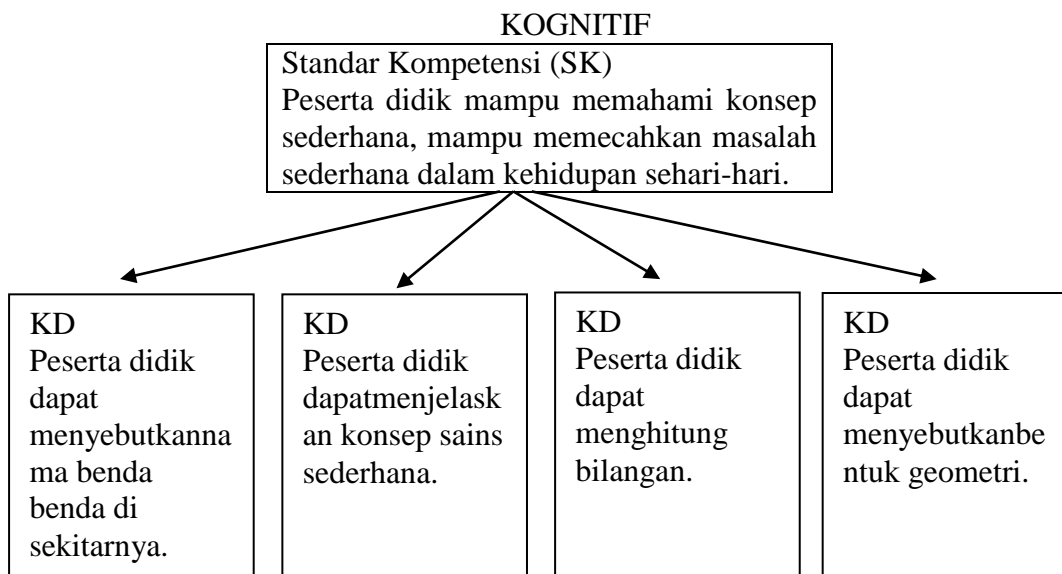 KOGNITIF
Standar Kompetensi (SK)
Peserta didik mampu memahami konsep
sederhana, mampu memecahkan masalah
sederhana dalam kehidupan sehari-hari.
KD
Peserta didik
dapat
menyebutkanna
ma benda
benda di
sekitarnya.
KD
Peserta didik
dapatmenjelask
an konsep sains
sederhana.
KD
Peserta didik
dapat
menghitung
bilangan.
KD
Peserta didik
dapat
menyebutkanbe
ntuk geometri.